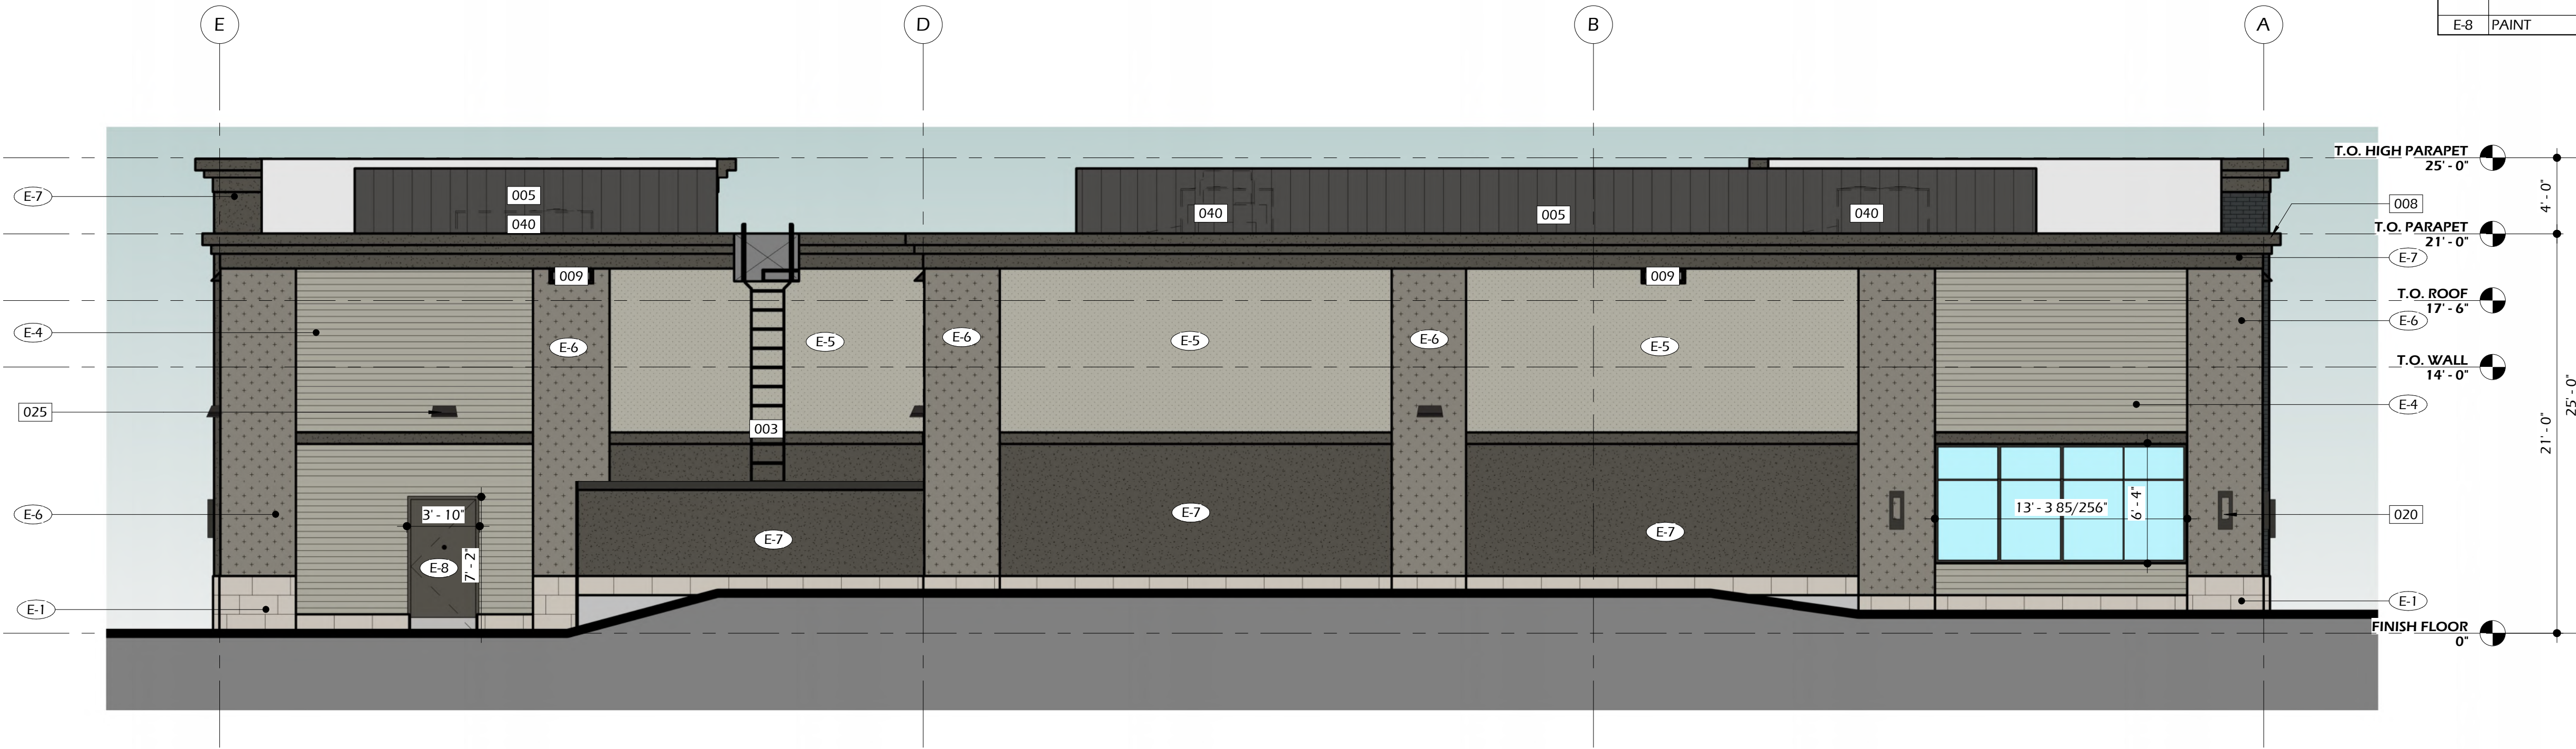 E
D
B
A
E-8 PAINT
T.O. HIGH PARAPET
25' - 0"
005
E-7
040
040
005
040
4' - 0"
008
T.O. PARAPET
21' - 0"
E-7
009
009
T.O. ROOF
17' - 6"
E-6
E-4
E-6
E-5
E-6
E-5
E-6
E-5
T.O. WALL
14' - 0"
25' - 0"
E-4
025
003
21' - 0"
E-6
3' - 10"
7' - 2"
E-8
E-7
E-7
E-7
13' - 3 85/256"
6' - 4"
020
E-1
E-1
FINISH FLOOR
0"